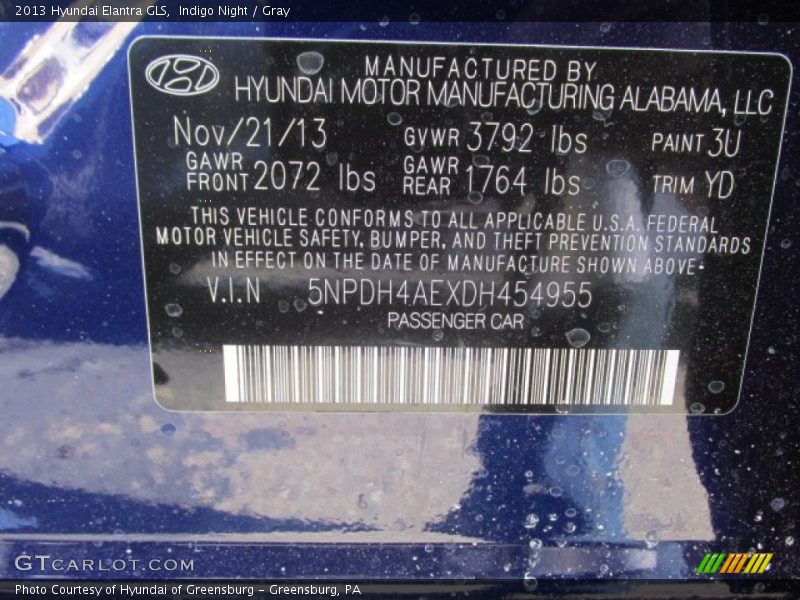 2013 Hyundai Elantra GLS, Indigo Night / Gray
MANUFACTURED BY
HYUNDAI MOTOR MANUFACTURING ALABAMA, LLC
Nov/21/13 GVWR 3792 lbs PAINT 3U
GAWR FRONT 2072 lbs GAWR REAR 1764 lbs TRIM YD
THIS VEHICLE CONFORMS TO ALL APPLICABLE U.S.A. FEDERAL
MOTOR VEHICLE SAFETY, BUMPER, AND THEFT PREVENTION STANDARDS
IN EFFECT ON THE DATE OF MANUFACTURE SHOWN ABOVE.
V.I.N 5NPDH4AEXDH454955
PASSENGER CAR
GTCARLOT.COM
Photo Courtesy of Hyundai of Greensburg – Greensburg, PA